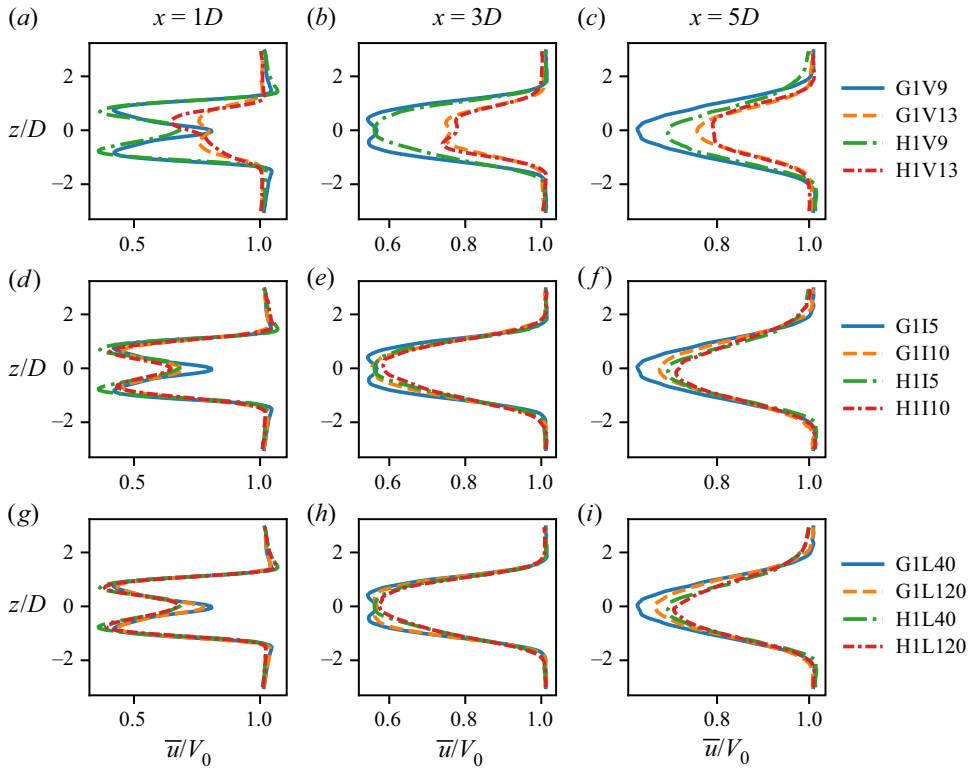 (a) x = 1D (b) x = 3D (c) x = 5D
2
0
−2
z/D
0.5 1.0
0.6 0.8 1.0
0.8 1.0
G1V9
G1V13
H1V9
H1V13
(d) (e) (f)
2
0
−2
z/D
0.5 1.0
0.6 0.8 1.0
0.8 1.0
G1I5
G1I10
H1I5
H1I10
(g) (h) (i)
2
0
−2
z/D
0.5 1.0
0.6 0.8 1.0
0.8 1.0
G1L40
G1L120
H1L40
H1L120
u̅/V₀ u̅/V₀ u̅/V₀